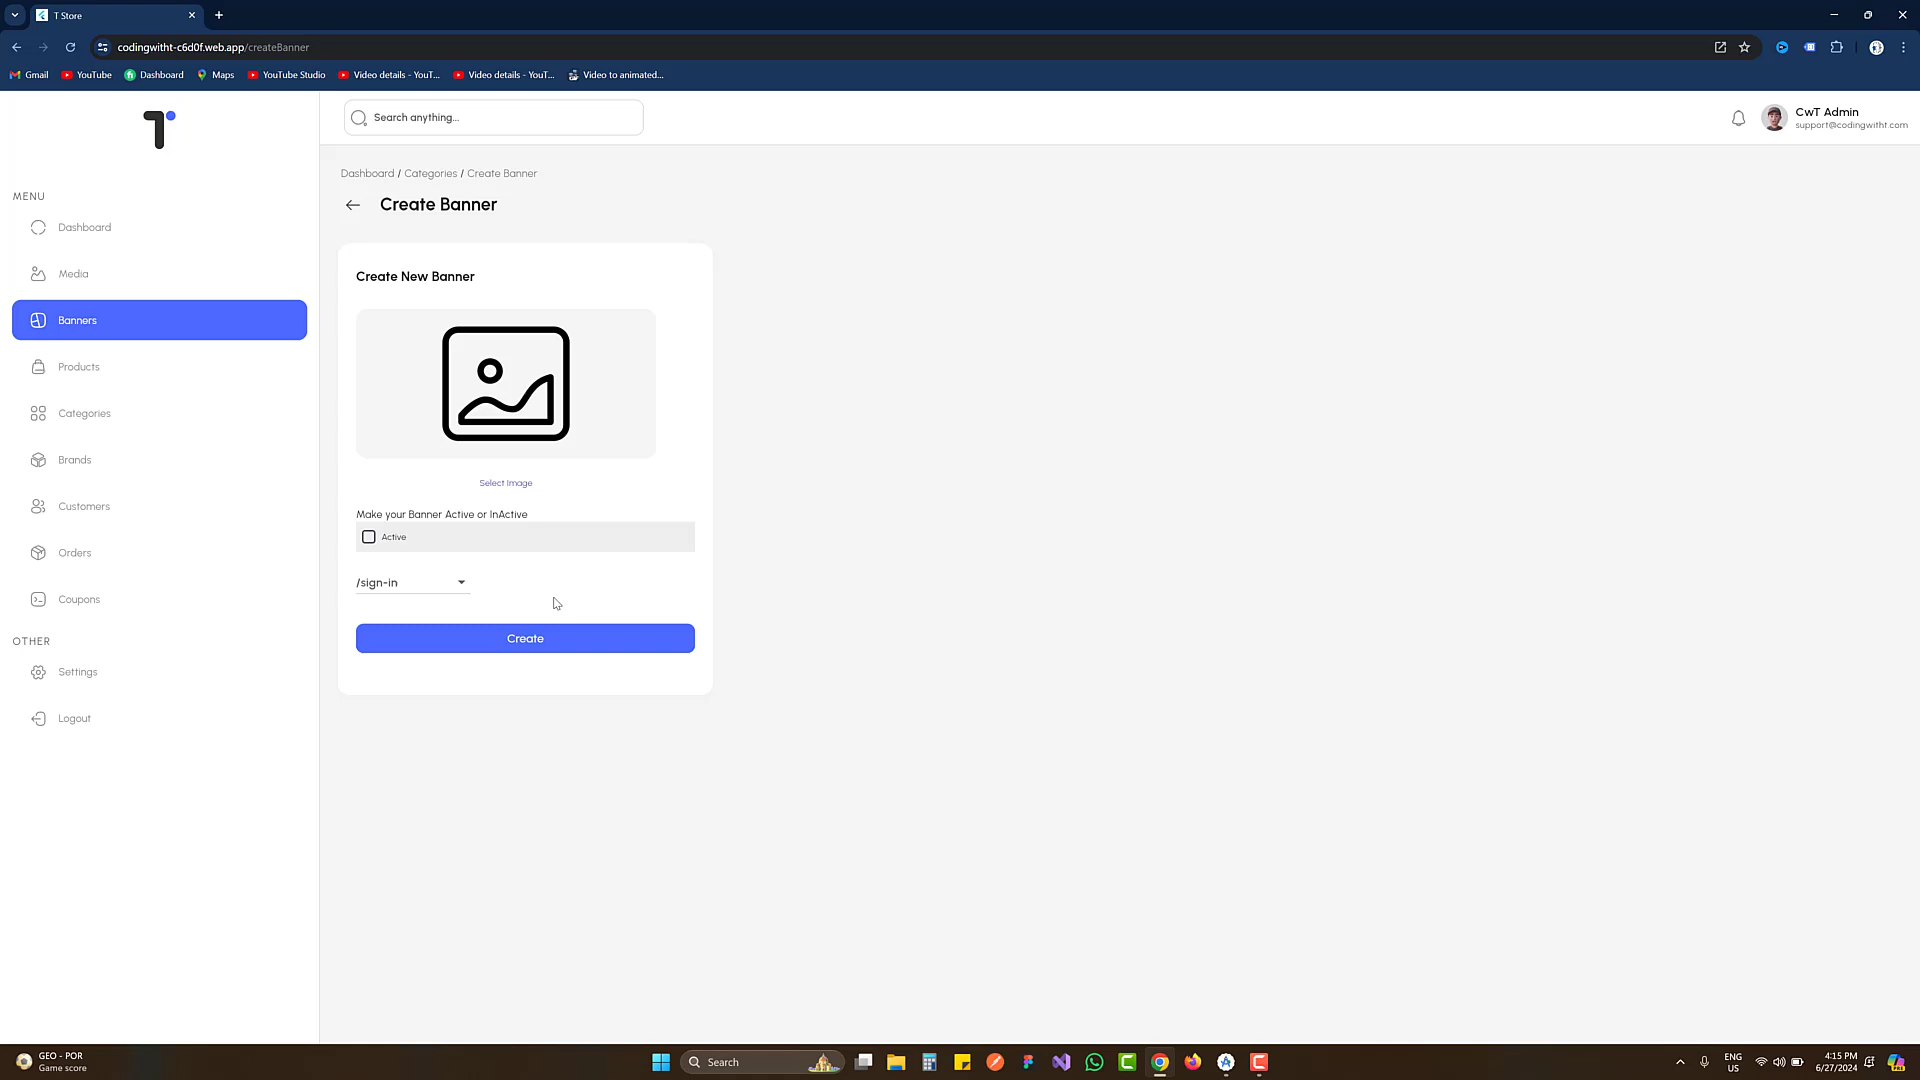 T Store
codingwitht-c6d0f.web.app/createBanner
Gmail
YouTube
Dashboard
Maps
YouTube Studio
Video details - YouT...
Video details - YouT...
Video to animated...
Search anything...
CwT Admin
support@codingwitht.com
MENU
Dashboard
Media
Banners
Products
Categories
Brands
Customers
Orders
Coupons
OTHER
Settings
Logout
Dashboard / Categories / Create Banner
Create Banner
Create New Banner
Select Image
Make your Banner Active or InActive
Active
/sign-in
Create
GEO - POR
Game score
Search
ENG
US
4:15 PM
6/27/2024